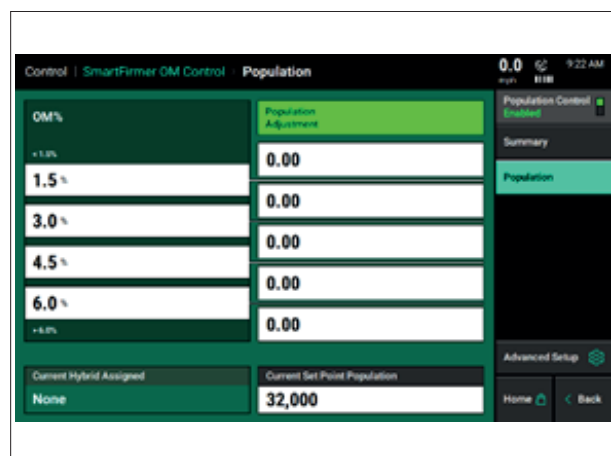 Control | SmartFirmer OM Control Population
0.0
mph
9:22 AM
OM%
< 1.5%
1.5 %
3.0 %
4.5 %
6.0 %
Population
Adjustment
0.00
0.00
0.00
0.00
0.00
Current Hybrid Assigned
None
Current Set Point Population
32,000
Population Control
Enabled
Summary
Population
Advanced Setup
Home
< Back